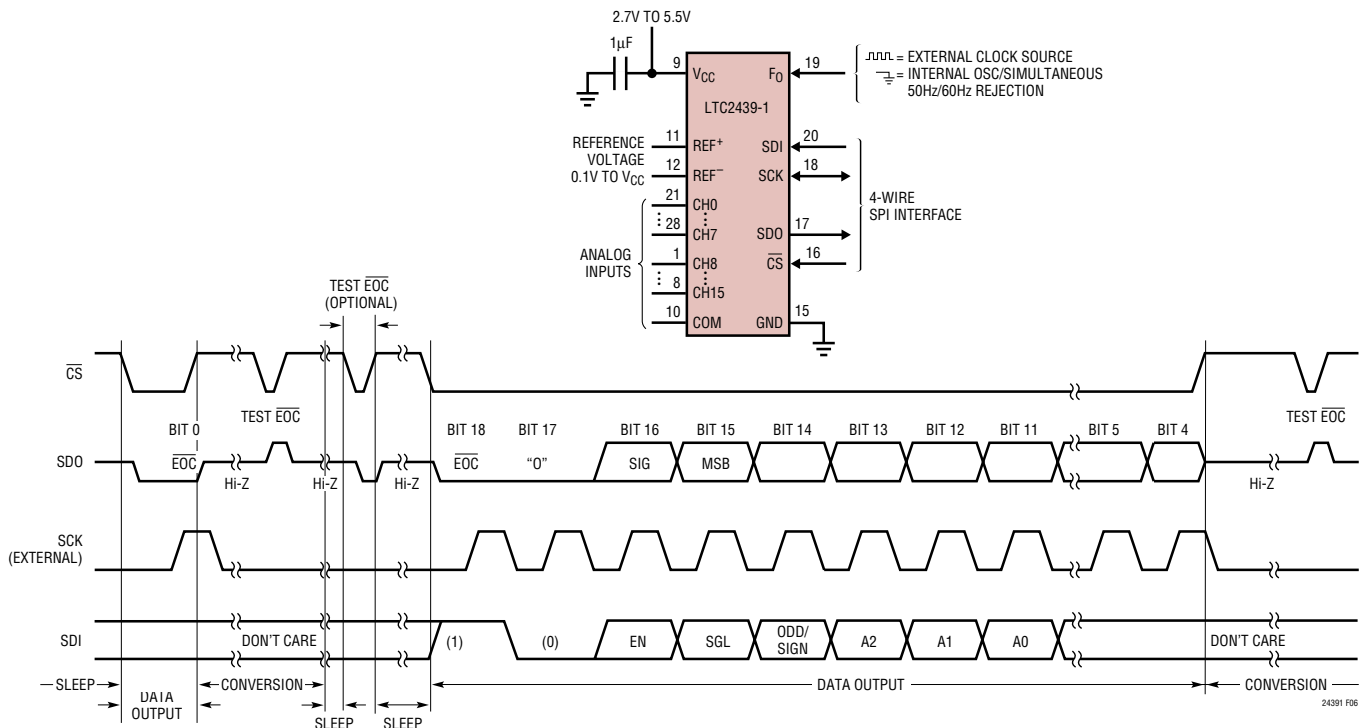 2.7V TO 5.5V
1μF
9
VCC
FO
19
= EXTERNAL CLOCK SOURCE
= INTERNAL OSC/SIMULTANEOUS
50Hz/60Hz REJECTION
LTC2439-1
REFERENCE
VOLTAGE
0.1V TO VCC
11
REF+
12
REF–
SDI
20
SCK
18
SDO
17
CS
16
4-WIRE
SPI INTERFACE
ANALOG
INPUTS
21
CH0
28
CH7
1
CH8
8
CH15
10
COM
GND
15
TEST EOC
(OPTIONAL)
CS
TEST EOC
TEST EOC
SDO
BIT 0
EOC
Hi-Z
Hi-Z
Hi-Z
BIT 18
EOC
BIT 17
“0”
BIT 16
SIG
BIT 15
MSB
BIT 14
BIT 13
BIT 12
BIT 11
BIT 5
BIT 4
Hi-Z
SCK
(EXTERNAL)
SDI
DON'T CARE
(1)
(0)
EN
SGL
ODD/
SIGN
A2
A1
A0
DON'T CARE
SLEEP
DATA
OUTPUT
CONVERSION
SLEEP
SLEEP
DATA OUTPUT
CONVERSION
24391 F06